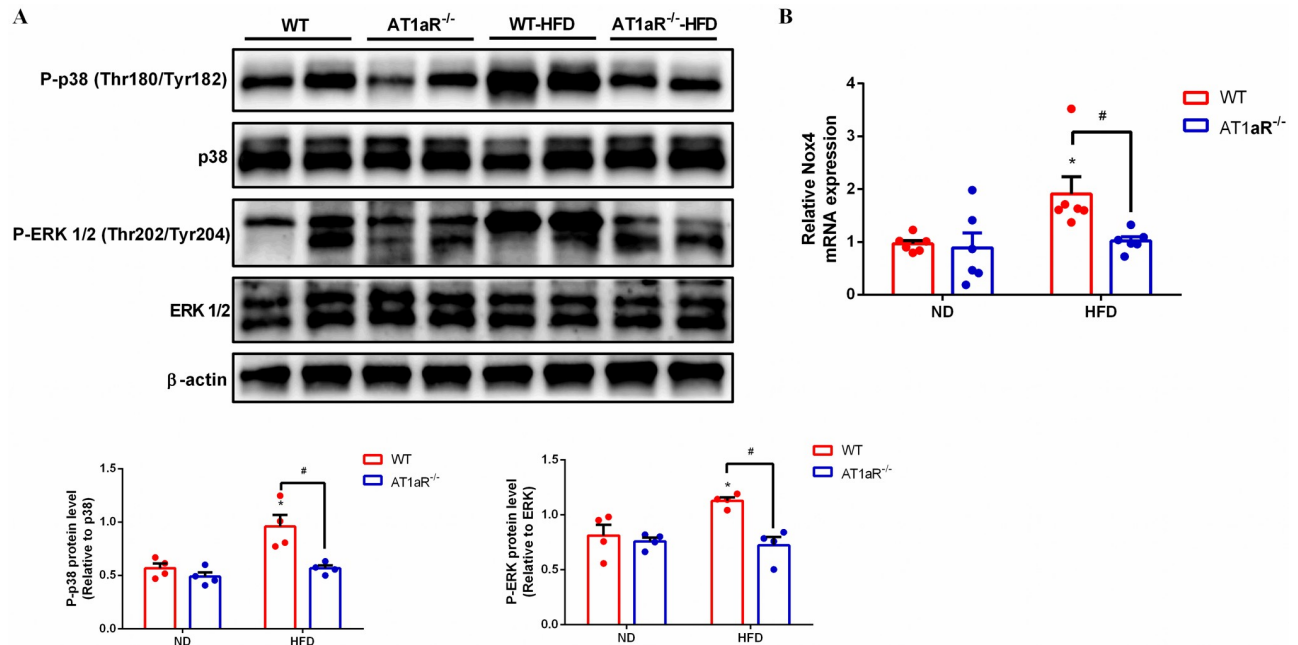 A
WT AT1aR-/- WT-HFD AT1aR-/--HFD
P-p38 (Thr180/Tyr182)
p38
P-ERK 1/2 (Thr202/Tyr204)
ERK 1/2
β-actin
B
Relative Nox4
mRNA expression
4
3
2
1
0
#
*
ND HFD
WT
AT1aR-/-
P-p38 protein level
(Relative to p38)
1.5
1.0
0.5
0.0
#
*
ND HFD
WT
AT1aR-/-
P-ERK protein level
(Relative to ERK)
1.5
1.0
0.5
0.0
#
*
ND HFD
WT
AT1aR-/-